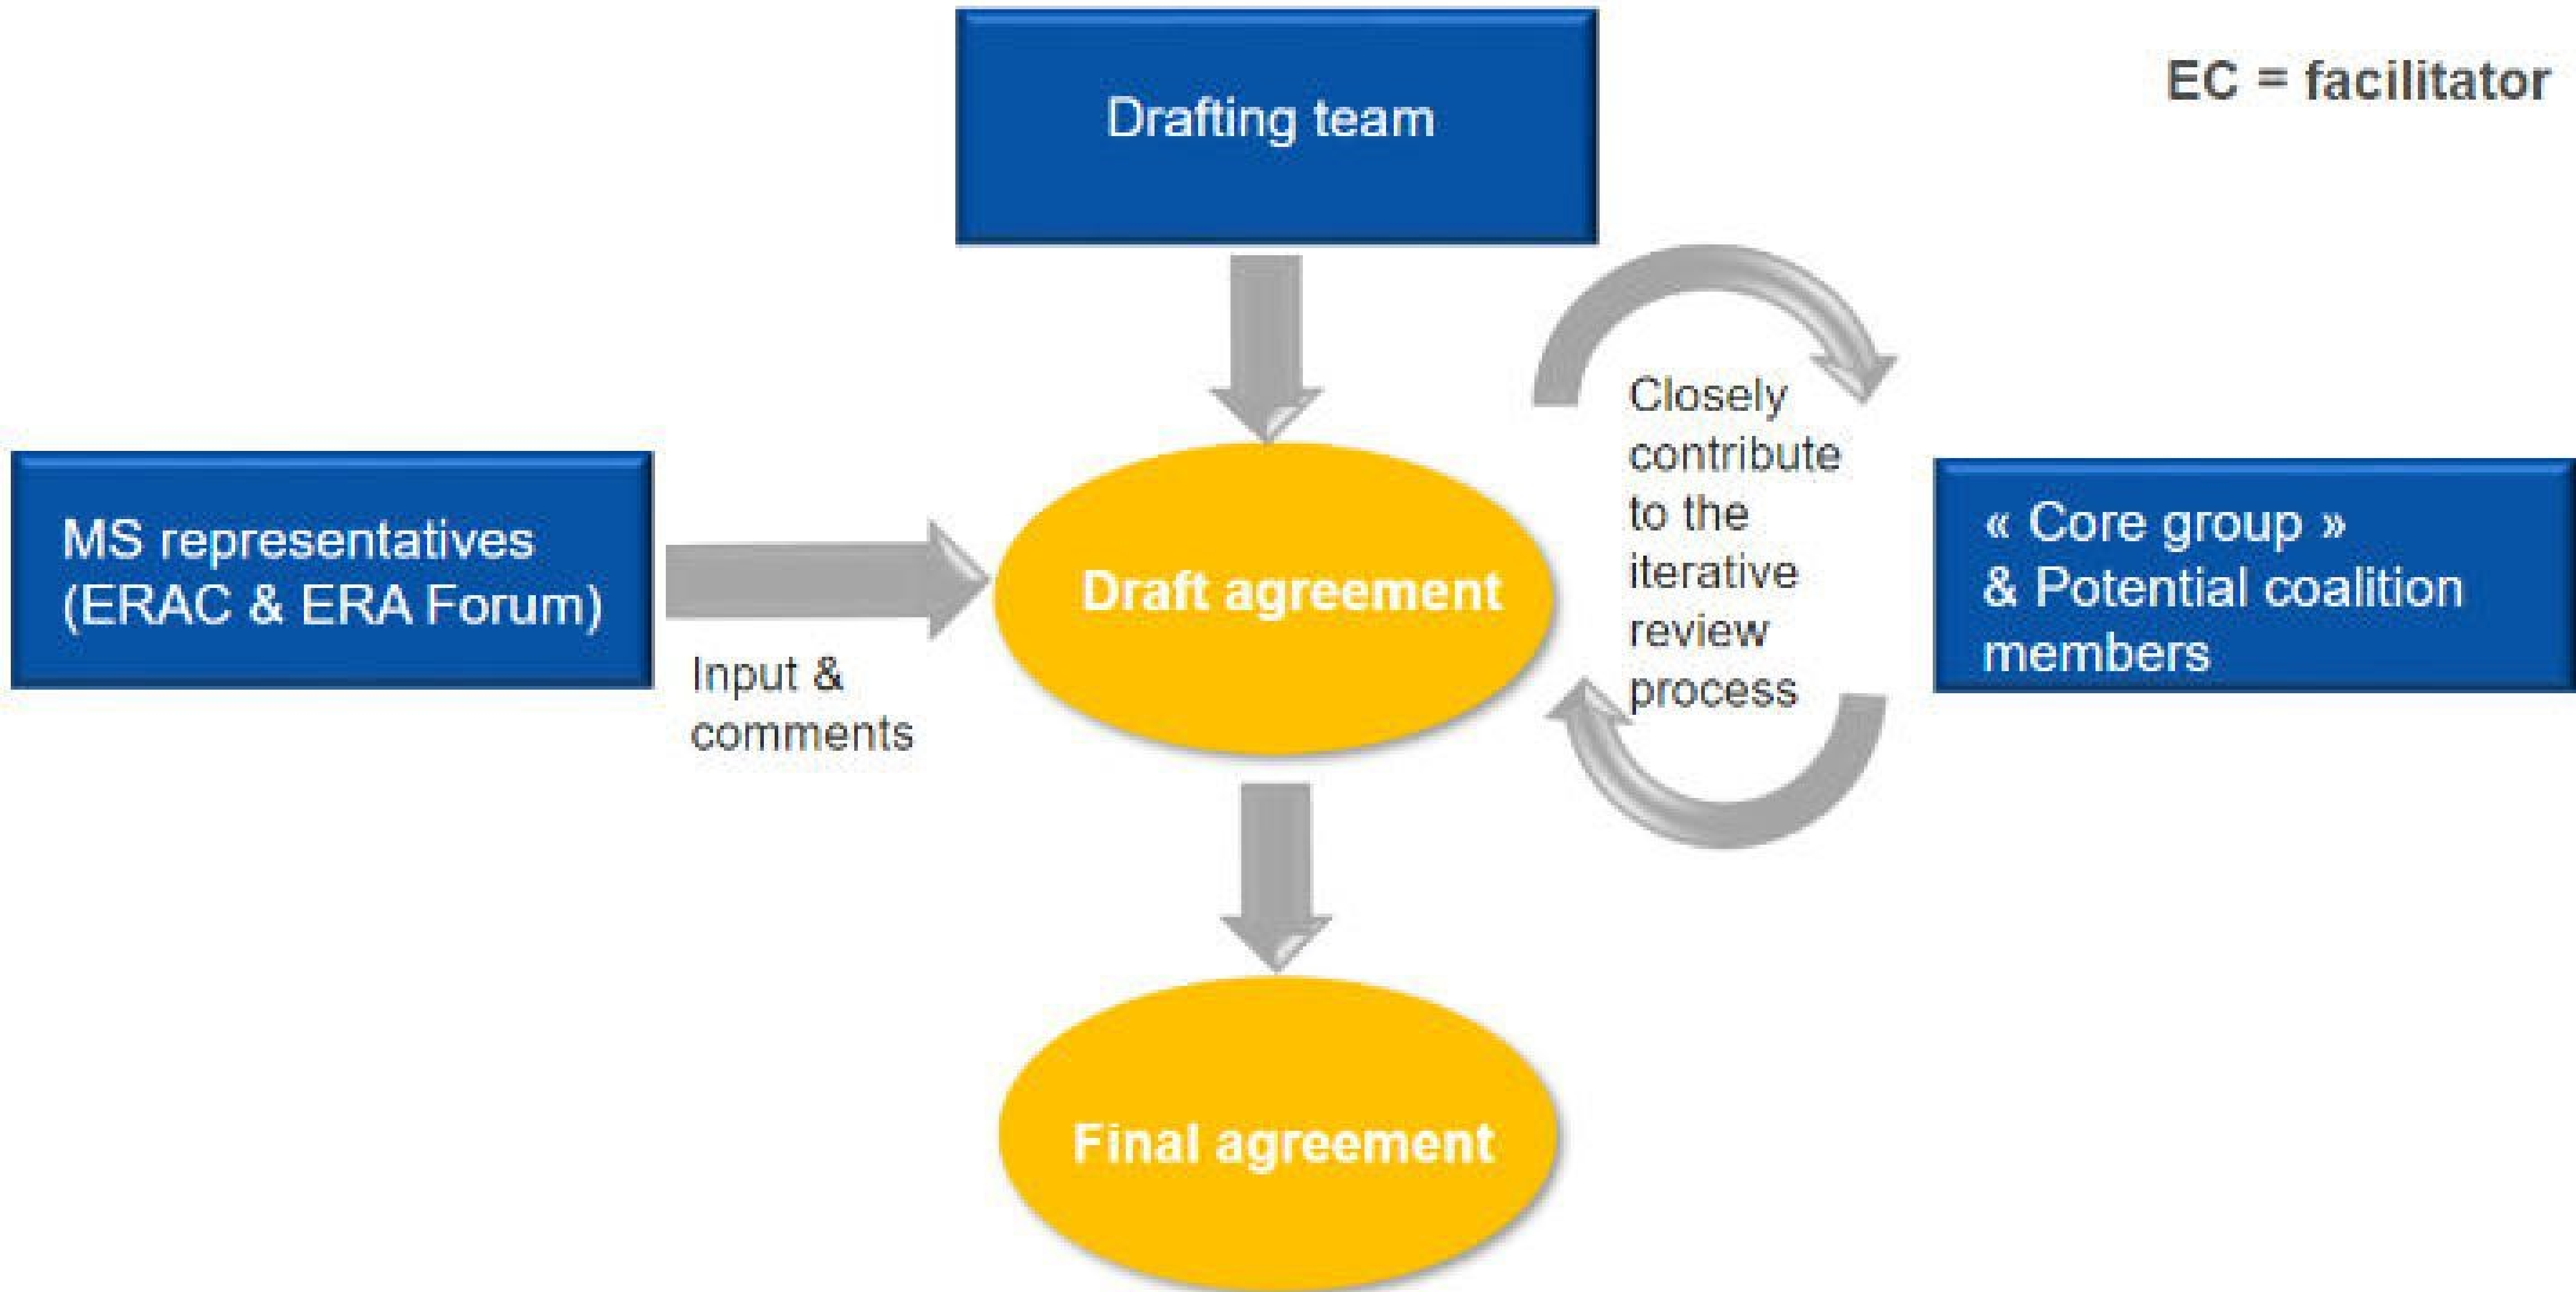 EC = facilitator
Drafting team
MS representatives
(ERAC & ERA Forum)
Input &
comments
Draft agreement
Closely
contribute
to the
iterative
review
process
« Core group »
& Potential coalition
members
Final agreement